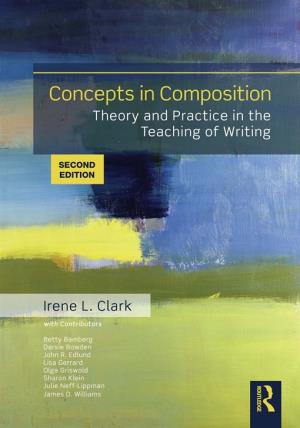 Concepts in Composition
Theory and Practice in the
Teaching of Writing
SECOND
EDITION
Irene L. Clark
with Contributors
Betty Bamberg
Darsie Bowden
John R. Edlund
Lisa Gerrard
Olga Griswold
Sharon Klein
Julie Neff-Lippman
James D. Williams
ROUTLEDGE